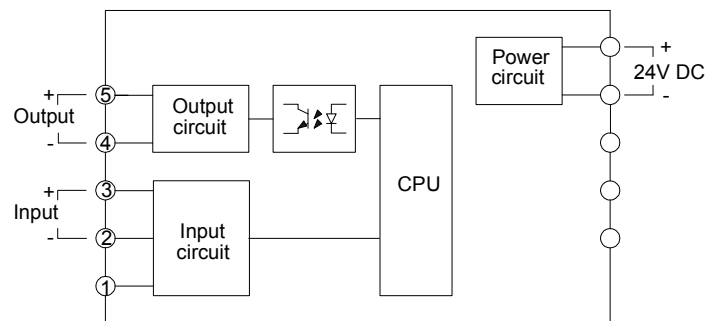 Power
circuit
+
24V DC
-
+
Output
-
5
4
Output
circuit
CPU
+
Input
-
3
2
1
Input
circuit